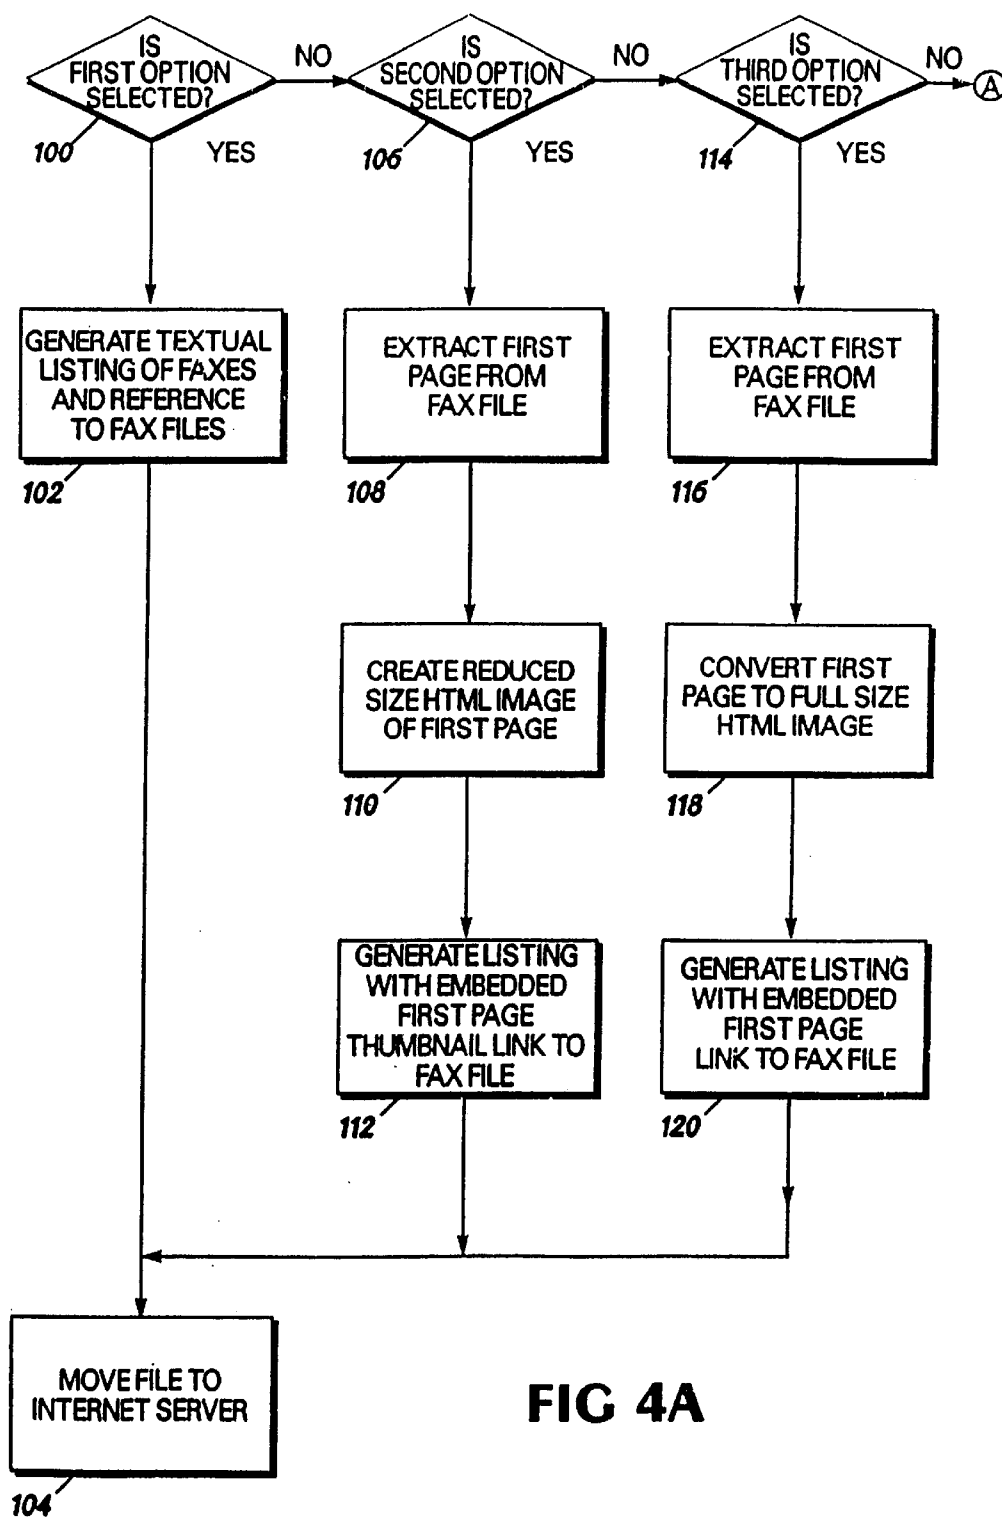 IS
FIRST OPTION
SELECTED?
100
NO
YES
IS
SECOND OPTION
SELECTED?
106
NO
YES
IS
THIRD OPTION
SELECTED?
114
NO
YES
A
GENERATE TEXTUAL
LISTING OF FAXES
AND REFERENCE
TO FAX FILES
102
EXTRACT FIRST
PAGE FROM
FAX FILE
108
EXTRACT FIRST
PAGE FROM
FAX FILE
116
CREATE REDUCED
SIZE HTML IMAGE
OF FIRST PAGE
110
CONVERT FIRST
PAGE TO FULL SIZE
HTML IMAGE
118
GENERATE LISTING
WITH EMBEDDED
FIRST PAGE
THUMBNAIL LINK TO
FAX FILE
112
GENERATE LISTING
WITH EMBEDDED
FIRST PAGE
LINK TO FAX FILE
120
MOVE FILE TO
INTERNET SERVER
104
FIG 4A